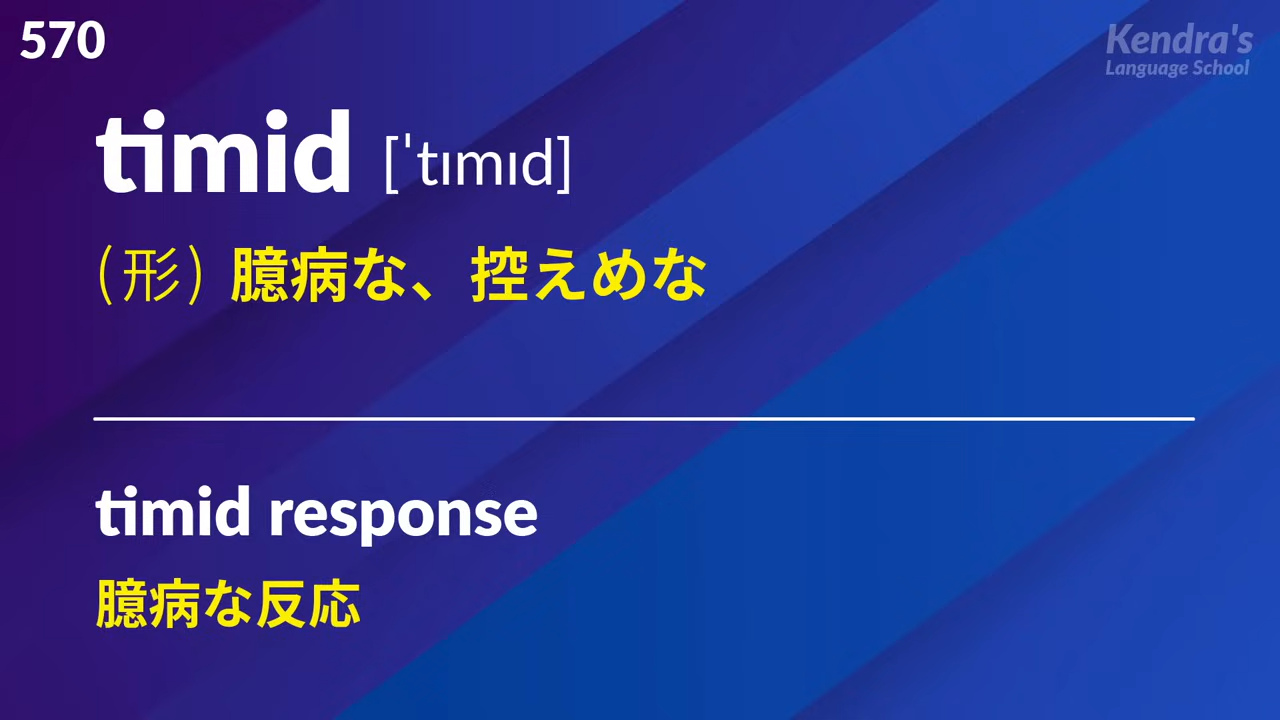 570
Kendra's
Language School
timid [ˈtɪmɪd]
（形）臆病な、控えめな
timid response
臆病な反応